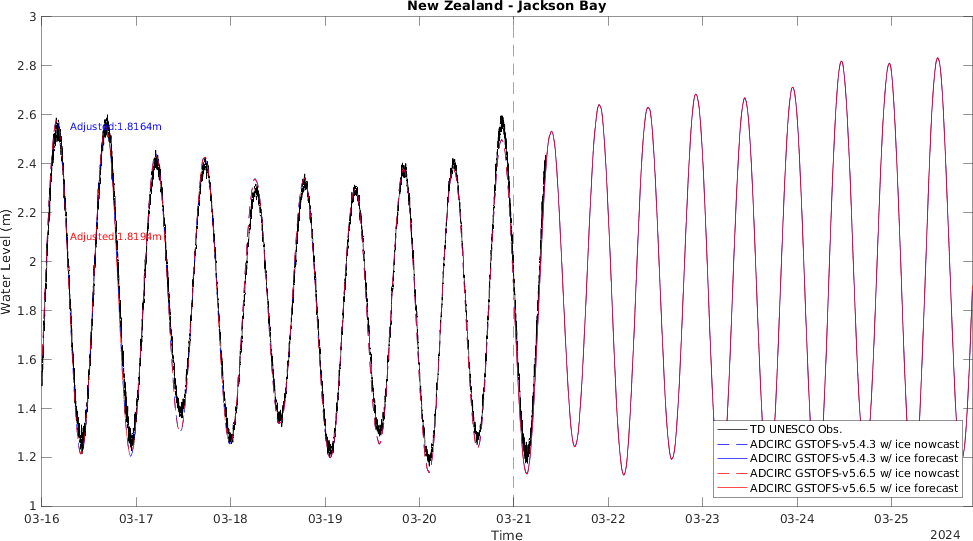 New Zealand - Jackson Bay
3
2.8
2.6
2.4
2.2
2
1.8
1.6
1.4
1.2
1
Water Level (m)
Adjusted:1.8164m
Adjusted:1.8194m
TD UNESCO Obs.
ADCIRC GSTOFS-v5.4.3 w/ ice nowcast
ADCIRC GSTOFS-v5.4.3 w/ ice forecast
ADCIRC GSTOFS-v5.6.5 w/ ice nowcast
ADCIRC GSTOFS-v5.6.5 w/ ice forecast
03-16 03-17 03-18 03-19 03-20 03-21 03-22 03-23 03-24 03-25
Time
2024